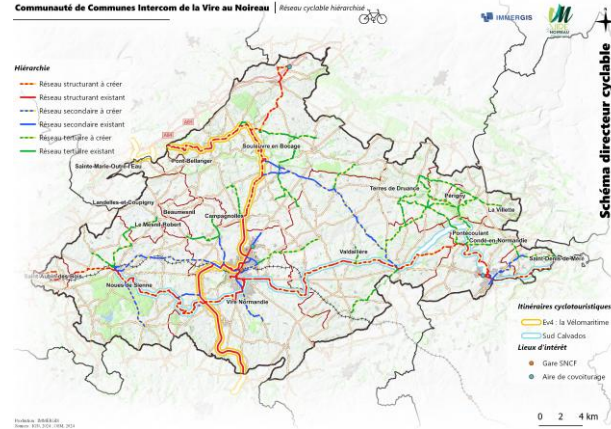 Communauté de Communes Intercom de la Vire au Noireau | Réseau cyclable hiérarchisé
IMMERGIS
VIRE
NOIREAU
Schéma directeur cyclable
Hiérarchie
Réseau structurant à créer
Réseau structurant existant
Réseau secondaire à créer
Réseau secondaire existant
Réseau tertiaire à créer
Réseau tertiaire existant
A84
Souleuvre en Bocage
Pont-Bellanger
Sainte-Marie-Outre-l'Eau
Landelles-et-Coupigny
Beaumesnil
Campagnolles
Le Mesnil-Robert
Terres de Druance
Périgny
La Villette
Pontécoulant
Condé-en-Normandie
Saint-Denis-de-Méré
Valdallière
Noues de Sienne
Vire Normandie
Itinéraires cyclotouristiques
Ev4 : la Vélomaritime
Sud Calvados
Lieux d'intérêt
Gare SNCF
Aire de covoiturage
0 2 4 km